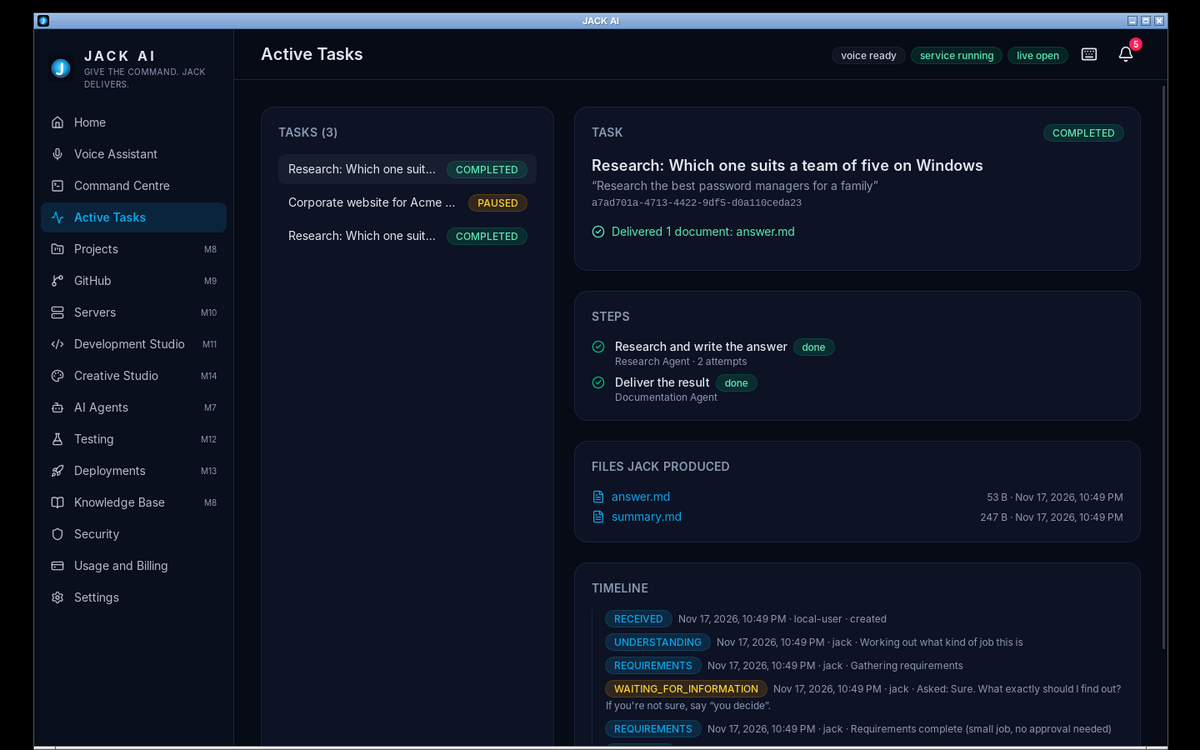 JACK AI
JACK AI
GIVE THE COMMAND. JACK
DELIVERS.
Home
Voice Assistant
Command Centre
Active Tasks
Projects M8
GitHub M9
Servers M10
Development Studio M11
Creative Studio M14
AI Agents M7
Testing M12
Deployments M13
Knowledge Base M8
Security
Usage and Billing
Settings
Active Tasks
voice ready service running live open 5
TASKS (3)
Research: Which one suit... COMPLETED
Corporate website for Acme ... PAUSED
Research: Which one suit... COMPLETED
TASK COMPLETED
Research: Which one suits a team of five on Windows
“Research the best password managers for a family”
a7ad701a-4713-4422-9df5-d0a110ceda23
Delivered 1 document: answer.md
STEPS
Research and write the answer done
Research Agent · 2 attempts
Deliver the result done
Documentation Agent
FILES JACK PRODUCED
answer.md 53 B · Nov 17, 2026, 10:49 PM
summary.md 247 B · Nov 17, 2026, 10:49 PM
TIMELINE
RECEIVED Nov 17, 2026, 10:49 PM · local-user · created
UNDERSTANDING Nov 17, 2026, 10:49 PM · jack · Working out what kind of job this is
REQUIREMENTS Nov 17, 2026, 10:49 PM · jack · Gathering requirements
WAITING_FOR_INFORMATION Nov 17, 2026, 10:49 PM · jack · Asked: Sure. What exactly should I find out?
If you're not sure, say “you decide”.
REQUIREMENTS Nov 17, 2026, 10:49 PM · jack · Requirements complete (small job, no approval needed)